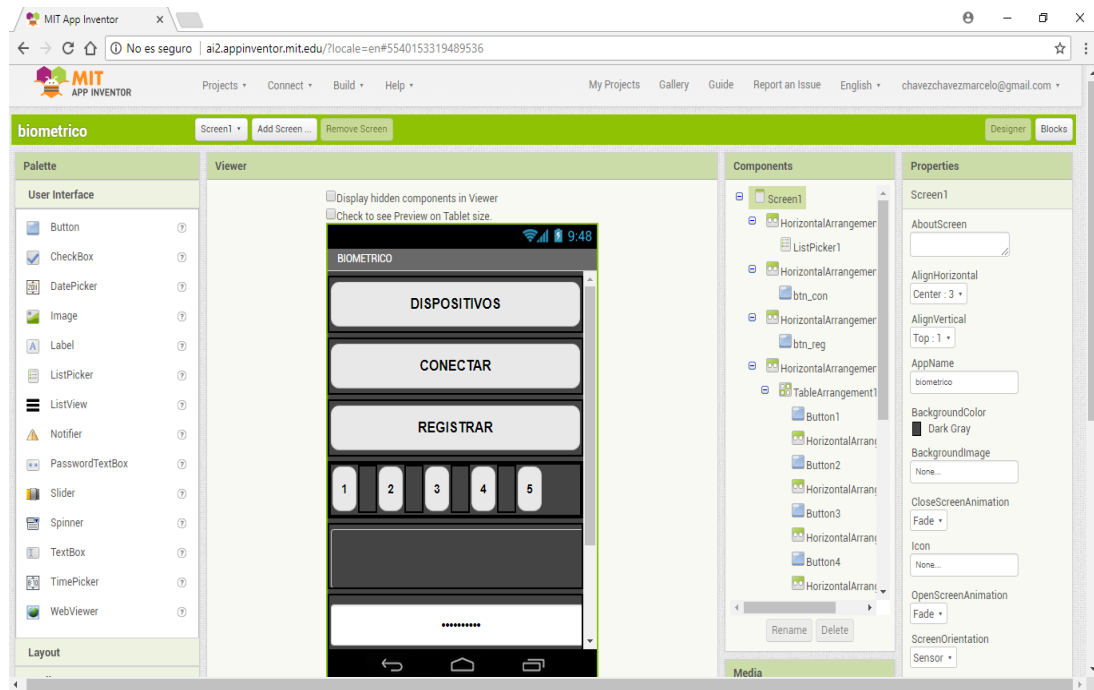 MIT App Inventor
No es seguro | ai2.appinventor.mit.edu/?locale=en#5540153319489536
MIT
APP INVENTOR
Projects Connect Build Help My Projects Gallery Guide Report an Issue English chavezchavezmarcelo@gmail.com
biometrico Screen1 Add Screen ... Remove Screen Designer Blocks
Palette
User Interface
Button
CheckBox
DatePicker
Image
Label
ListPicker
ListView
Notifier
PasswordTextBox
Slider
Spinner
TextBox
TimePicker
WebViewer
Layout
Viewer
Display hidden components in Viewer
Check to see Preview on Tablet size.
9:48
BIOMETRICO
DISPOSITIVOS
CONECTAR
REGISTRAR
1 2 3 4 5
••••••••••
Components
Screen1
HorizontalArrangemer
ListPicker1
HorizontalArrangemer
btn_con
HorizontalArrangemer
btn_reg
HorizontalArrangemer
TableArrangement1
Button1
HorizontalArrang
Button2
HorizontalArrang
Button3
HorizontalArrang
Button4
HorizontalArrang
Rename Delete
Media
Properties
Screen1
AboutScreen
AlignHorizontal
Center : 3
AlignVertical
Top : 1
AppName
biometrico
BackgroundColor
Dark Gray
BackgroundImage
None...
CloseScreenAnimation
Fade
Icon
None...
OpenScreenAnimation
Fade
ScreenOrientation
Sensor